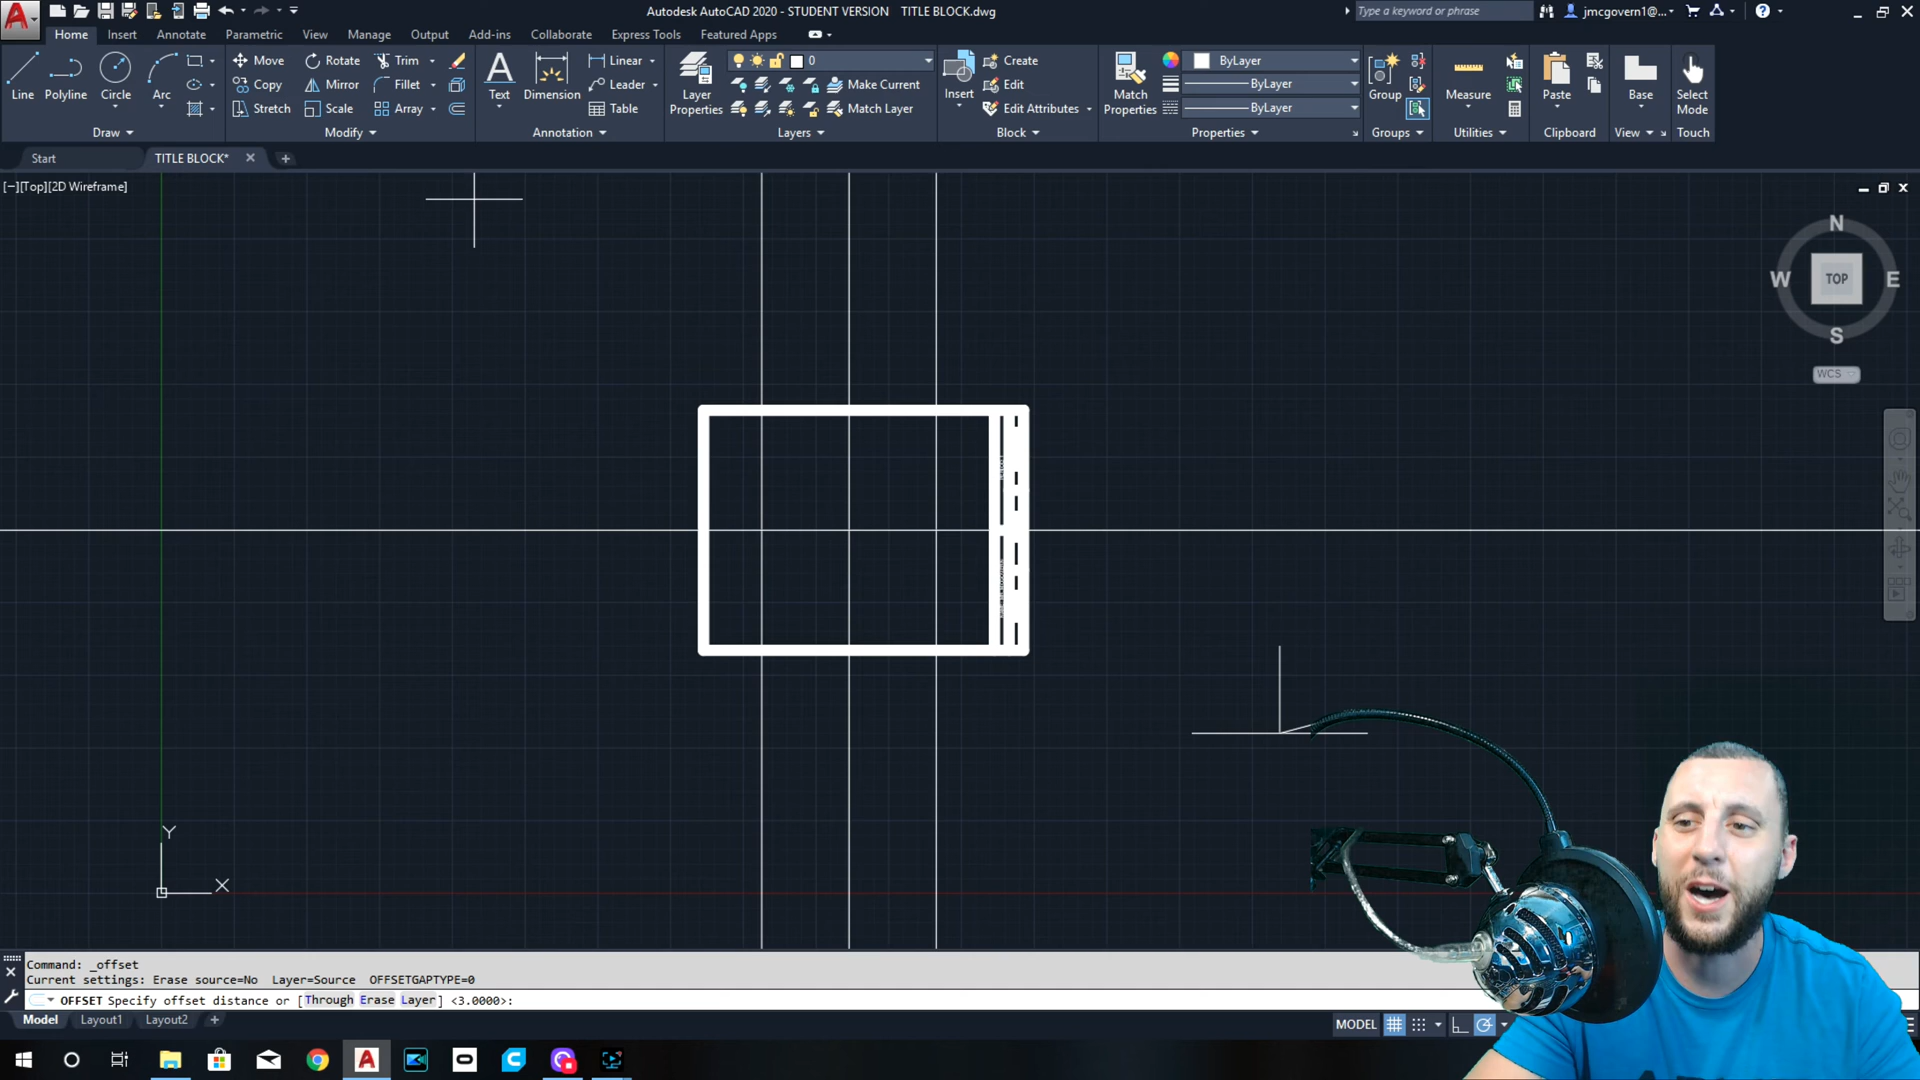 Autodesk AutoCAD 2020 - STUDENT VERSION TITLE BLOCK.dwg
Type a keyword or phrase
jmcgovern1@...
Home Insert Annotate Parametric View Manage Output Add-ins Collaborate Express Tools Featured Apps
Line Polyline Circle Arc
Move Rotate Trim
Copy Mirror Fillet
Stretch Scale Array
Text Dimension
Linear
Leader
Table
Layer Properties
0
Make Current
Match Layer
Insert
Create
Edit
Edit Attributes
Match Properties
ByLayer
ByLayer
ByLayer
Group
Measure
Paste
Base
Select Mode
Draw Modify Annotation Layers Block Properties Groups Utilities Clipboard View Touch
Start TITLE BLOCK*
[−][Top][2D Wireframe]
N
W TOP E
S
WCS
Y
X
Command: _offset
Current settings: Erase source=No Layer=Source OFFSETGAPTYPE=0
OFFSET Specify offset distance or [Through Erase Layer] <3.0000>:
Model Layout1 Layout2 +
MODEL